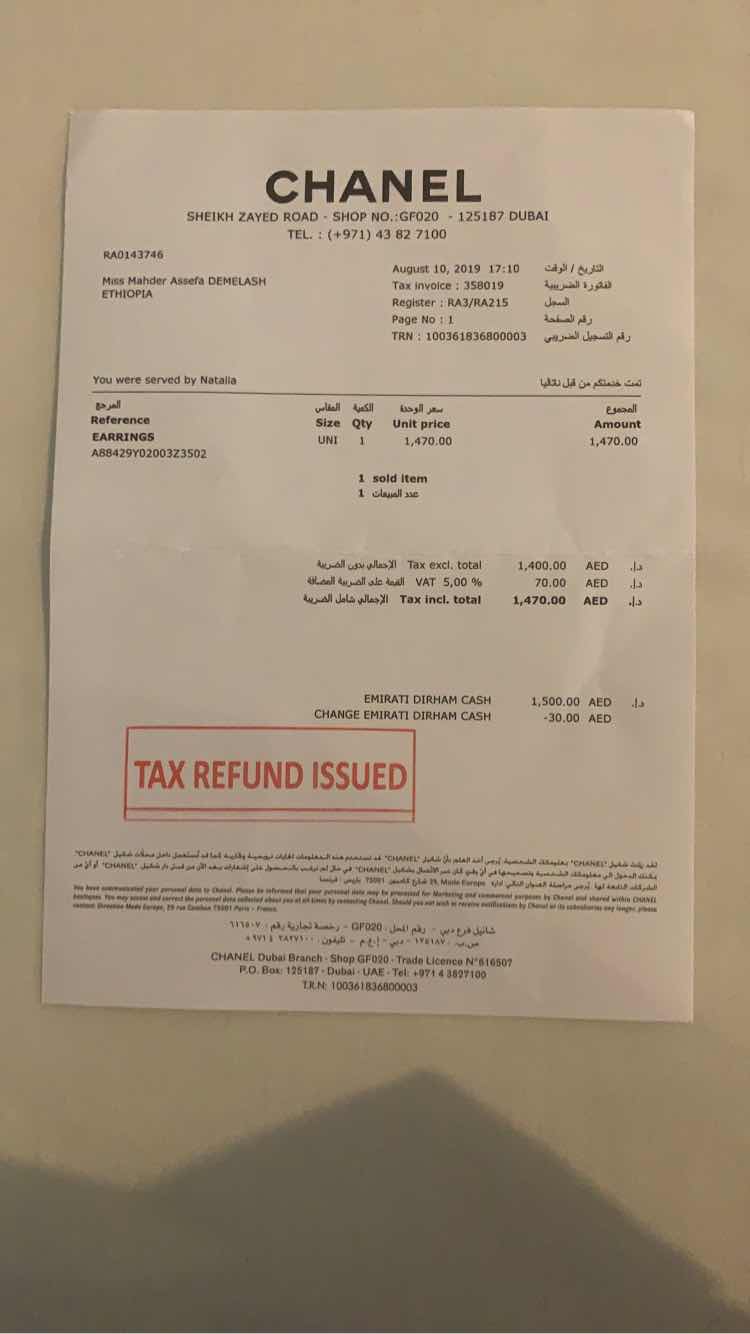 CHANEL
SHEIKH ZAYED ROAD - SHOP NO.:GF020 - 125187 DUBAI
TEL. : (+971) 43 82 7100
RA0143746
Miss Mahder Assefa DEMELASH
ETHIOPIA
August 10, 2019 17:10 التاريخ / الوقت
Tax invoice : 358019 الفاتورة الضريبية
Register : RA3/RA215 السجل
Page No : 1 رقم الصفحة
TRN : 100361836800003 رقم التسجيل الضريبي
You were served by Natalia تمت خدمتكم من قبل ناتاليا
المرجع المقاس الكمية سعر الوحدة المجموع
Reference Size Qty Unit price Amount
EARRINGS UNI 1 1,470.00 1,470.00
A88429Y02003Z3502
1 sold item
1 عدد المبيعات
الإجمالي بدون الضريبة Tax excl. total 1,400.00 AED د.إ.
القيمة على الضريبة المضافة VAT 5,00 % 70.00 AED د.إ.
الإجمالي شامل الضريبة Tax incl. total 1,470.00 AED د.إ.
EMIRATI DIRHAM CASH 1,500.00 AED د.إ.
CHANGE EMIRATI DIRHAM CASH -30.00 AED
TAX REFUND ISSUED
You have communicated your personal data to Chanel. Please be informed that your personal data may be processed for Marketing and commercial purposes by Chanel and shared within CHANEL
boutiques. You may access and correct the personal data collected about you at all times by contacting Chanel. Should you not wish to receive notifications by Chanel or its subsidiaries any longer, please
contact: Direction Mode Europe, 29 rue Cambon 75001 Paris - France.
شانيل فرع دبي - رقم المحل: GF020 - رخصة تجارية رقم: ٦١٦٥٠٧
ص.ب. ١٢٥١٨٧ - دبي - إ.ع.م - تليفون: ٤٣٨٢٧١٠٠ ٩٧١+
CHANEL Dubai Branch - Shop GF020 - Trade Licence N°616507
P.O. Box: 125187 - Dubai - UAE - Tel: +971 4 3827100
T.R.N: 100361836800003